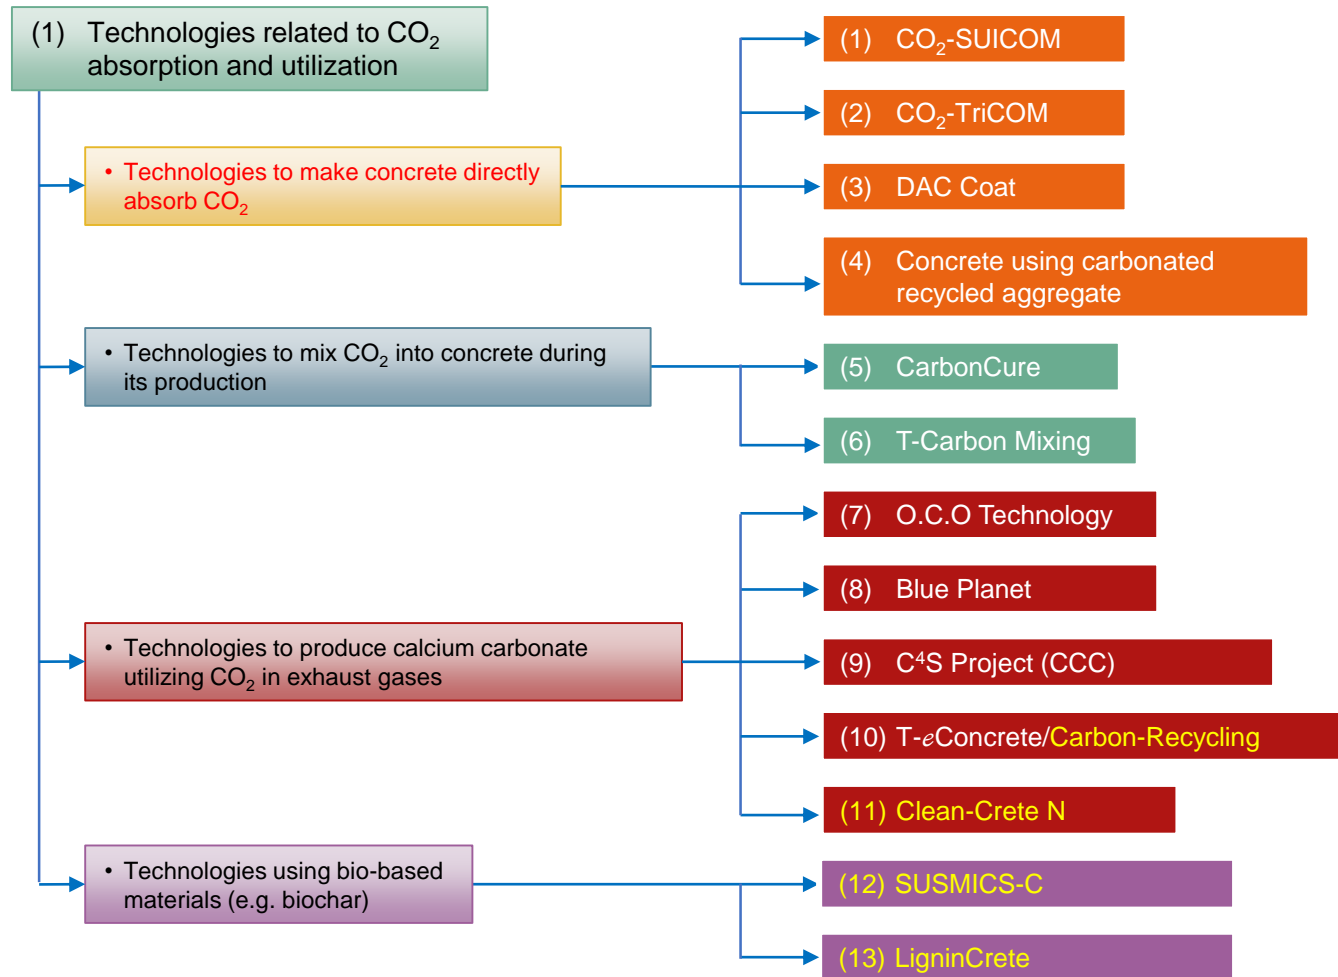 (1) Technologies related to CO₂
absorption and utilization
• Technologies to make concrete directly
absorb CO₂
(1) CO₂-SUICOM
(2) CO₂-TriCOM
(3) DAC Coat
(4) Concrete using carbonated
recycled aggregate
• Technologies to mix CO₂ into concrete during
its production
(5) CarbonCure
(6) T-Carbon Mixing
• Technologies to produce calcium carbonate
utilizing CO₂ in exhaust gases
(7) O.C.O Technology
(8) Blue Planet
(9) C⁴S Project (CCC)
(10) T-eConcrete/Carbon-Recycling
(11) Clean-Crete N
• Technologies using bio-based
materials (e.g. biochar)
(12) SUSMICS-C
(13) LigninCrete